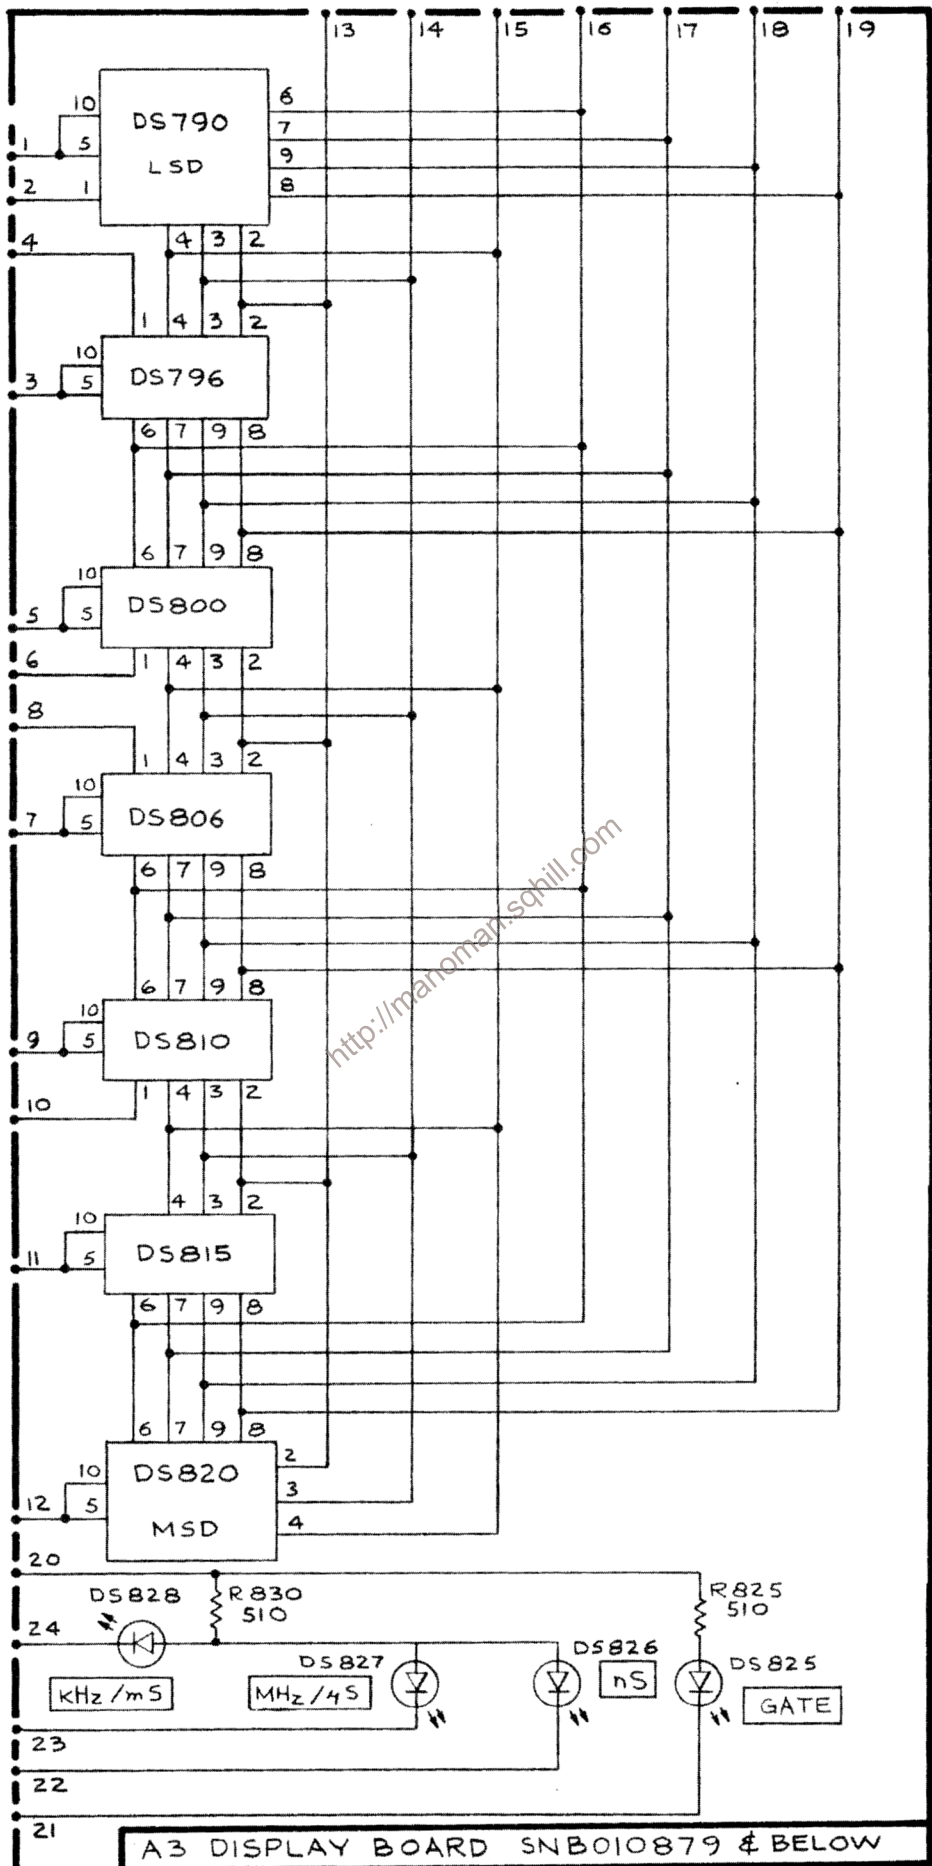 13 14 15 16 17 18 19
10 DS790 6
7
1 5 LSD 9
2 1 8
4 4 3 2
1 4 3 2
10 DS796
3 5
6 7 9 8
6 7 9 8
10 DS800
5 5
6 1 4 3 2
8
1 4 3 2
10 DS806
7 5
6 7 9 8
http://manoman.sqhill.com
6 7 9 8
10 DS810
9 5
10 1 4 3 2
4 3 2
10 DS815
11 5
6 7 9 8
6 7 9 8
10 DS820 2
3
12 5 MSD 4
20
DS828 R830 R825
510 510
24 DS827 DS826 DS825
kHz/mS MHz/μS nS GATE
23
22
21
A3 DISPLAY BOARD SNB010879 & BELOW